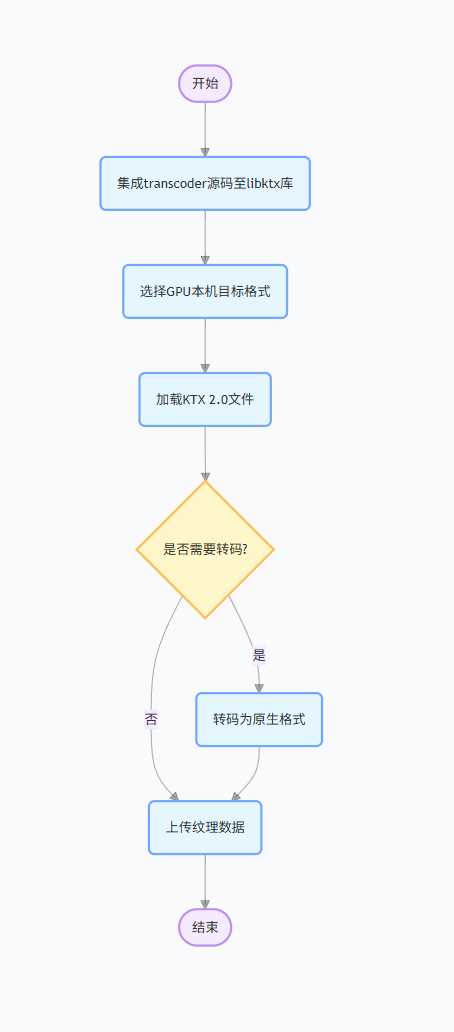 开始
集成transcoder源码至libktx库
选择GPU本机目标格式
加载KTX 2.0文件
是否需要转码?
是
否
转码为原生格式
上传纹理数据
结束